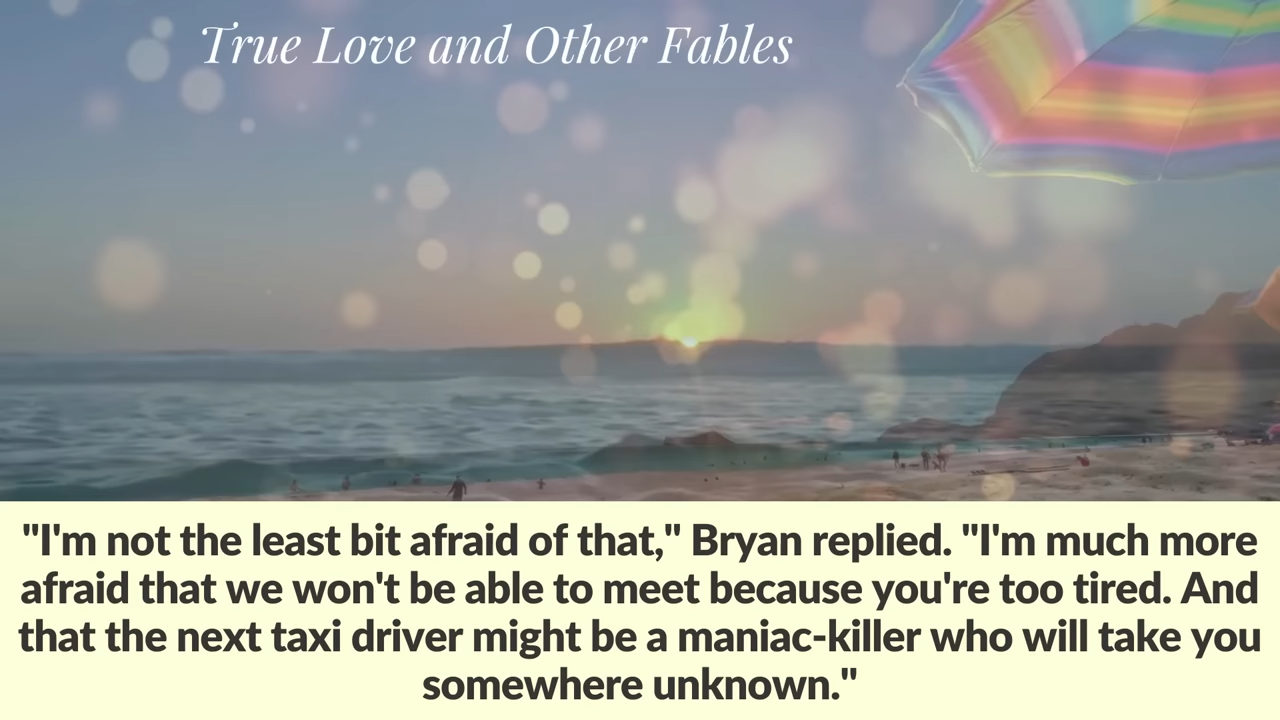 True Love and Other Fables
"I'm not the least bit afraid of that," Bryan replied. "I'm much more
afraid that we won't be able to meet because you're too tired. And
that the next taxi driver might be a maniac-killer who will take you
somewhere unknown."